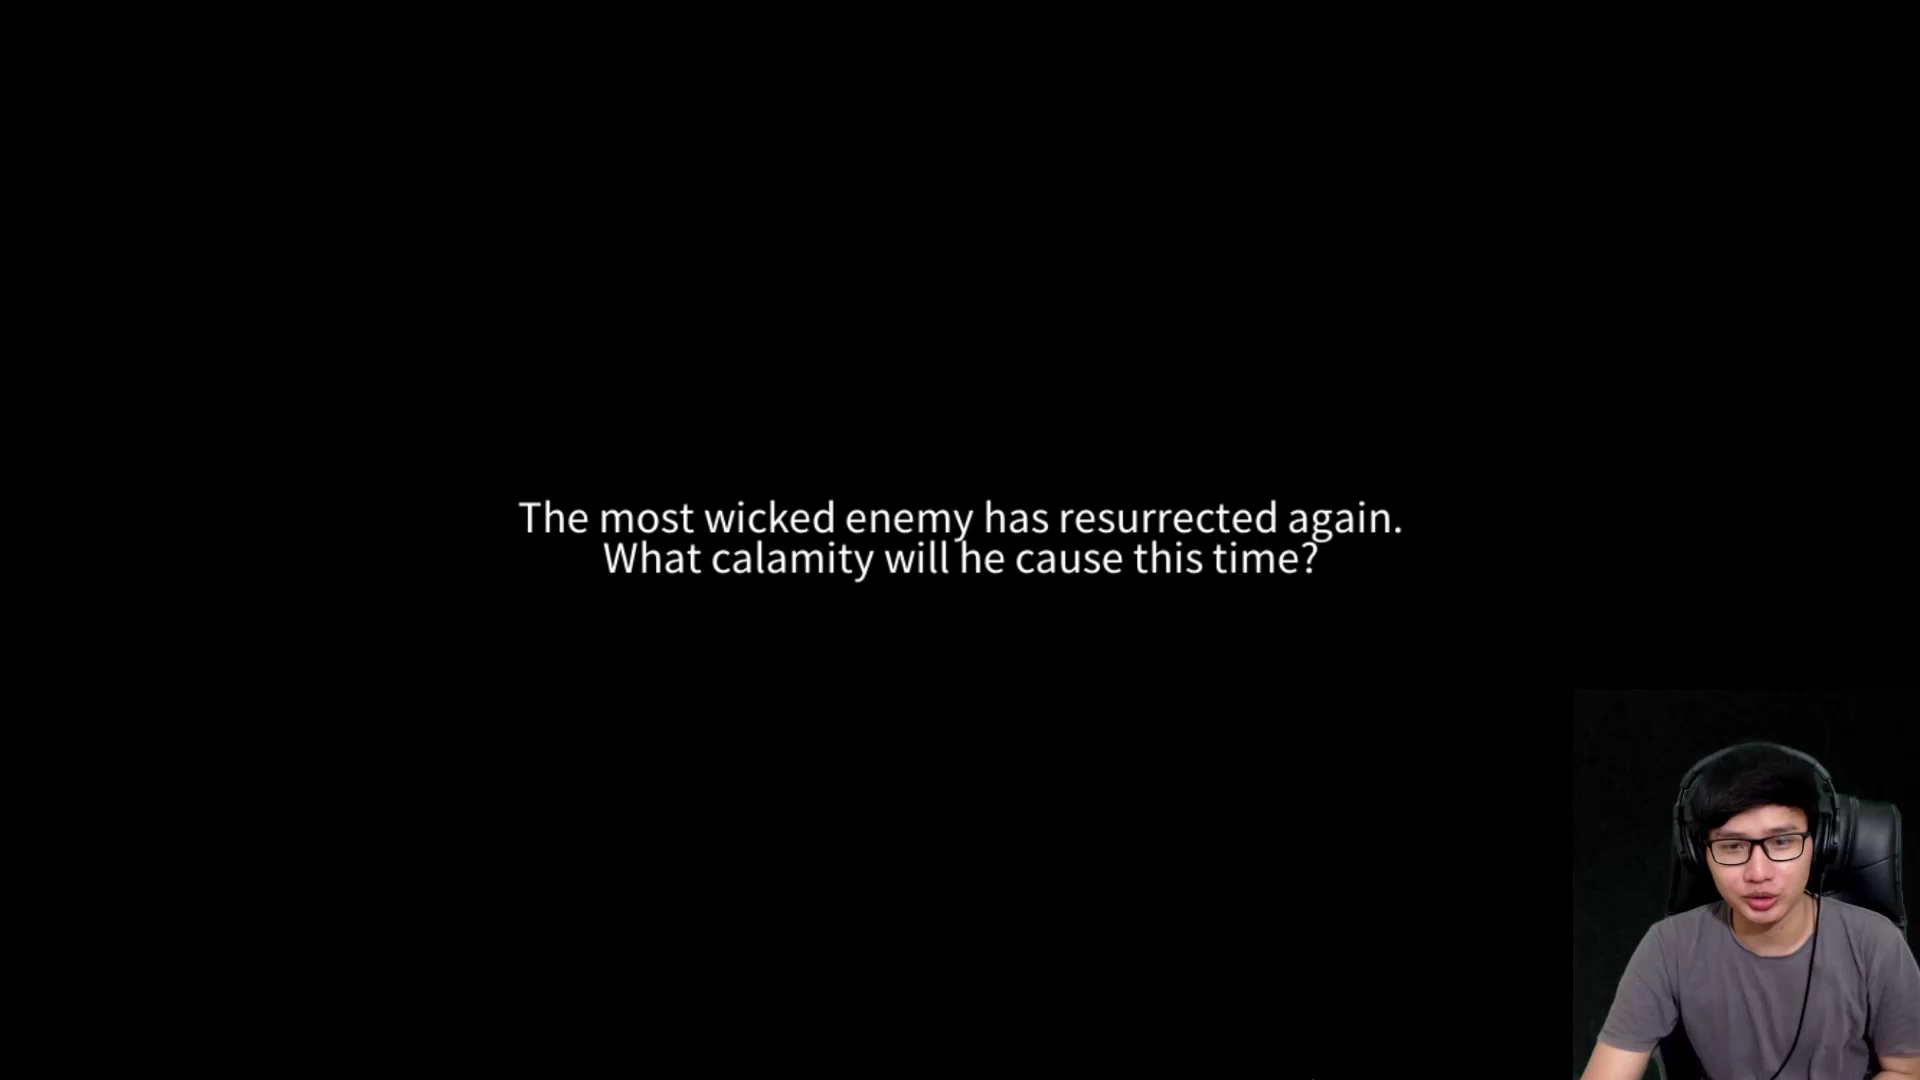 The most wicked enemy has resurrected again.
What calamity will he cause this time?